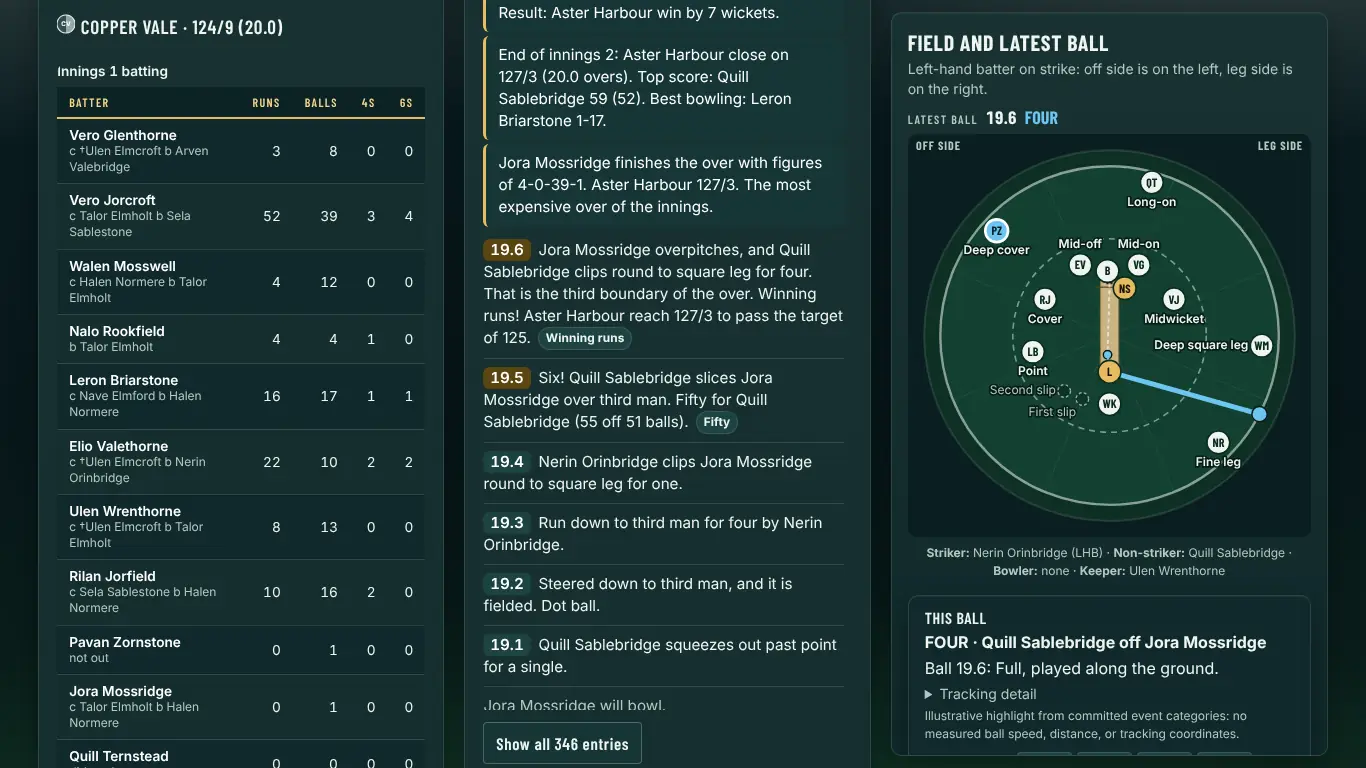 CV COPPER VALE · 124/9 (20.0)
Innings 1 batting
BATTER RUNS BALLS 4S 6S
Vero Glenthorne
c †Ulen Elmcroft b Arven
Valebridge
3 8 0 0
Vero Jorcroft
c Talor Elmholt b Sela
Sablestone
52 39 3 4
Walen Mosswell
c Halen Normere b Talor
Elmholt
4 12 0 0
Nalo Rookfield
b Talor Elmholt
4 4 1 0
Leron Briarstone
c Nave Elmford b Halen
Normere
16 17 1 1
Elio Valethorne
c †Ulen Elmcroft b Nerin
Orinbridge
22 10 2 2
Ulen Wrenthorne
c †Ulen Elmcroft b Talor
Elmholt
8 13 0 0
Rilan Jorfield
c Sela Sablestone b Halen
Normere
10 16 2 0
Pavan Zornstone
not out
0 1 0 0
Jora Mossridge
c Talor Elmholt b Halen
Normere
0 1 0 0
Quill Ternstead
0 0 0 0
Result: Aster Harbour win by 7 wickets.
End of innings 2: Aster Harbour close on
127/3 (20.0 overs). Top score: Quill
Sablebridge 59 (52). Best bowling: Leron
Briarstone 1-17.
Jora Mossridge finishes the over with figures
of 4-0-39-1. Aster Harbour 127/3. The most
expensive over of the innings.
19.6 Jora Mossridge overpitches, and Quill
Sablebridge clips round to square leg for four.
That is the third boundary of the over. Winning
runs! Aster Harbour reach 127/3 to pass the target
of 125. Winning runs
19.5 Six! Quill Sablebridge slices Jora
Mossridge over third man. Fifty for Quill
Sablebridge (55 off 51 balls). Fifty
19.4 Nerin Orinbridge clips Jora Mossridge
round to square leg for one.
19.3 Run down to third man for four by Nerin
Orinbridge.
19.2 Steered down to third man, and it is
fielded. Dot ball.
19.1 Quill Sablebridge squeezes out past point
for a single.
Jora Mossridge will bowl.
Show all 346 entries
FIELD AND LATEST BALL
Left-hand batter on strike: off side is on the left, leg side is
on the right.
LATEST BALL 19.6 FOUR
OFF SIDE LEG SIDE
QT
Long-on
PZ
Deep cover
Mid-off Mid-on
EV B VG
NS
RJ VJ
Cover Midwicket
Deep square leg WM
LB
Point
L
Second slip
WK
First slip
NR
Fine leg
Striker: Nerin Orinbridge (LHB) · Non-striker: Quill Sablebridge ·
Bowler: none · Keeper: Ulen Wrenthorne
THIS BALL
FOUR · Quill Sablebridge off Jora Mossridge
Ball 19.6: Full, played along the ground.
▶ Tracking detail
Illustrative highlight from committed event categories: no
measured ball speed, distance, or tracking coordinates.